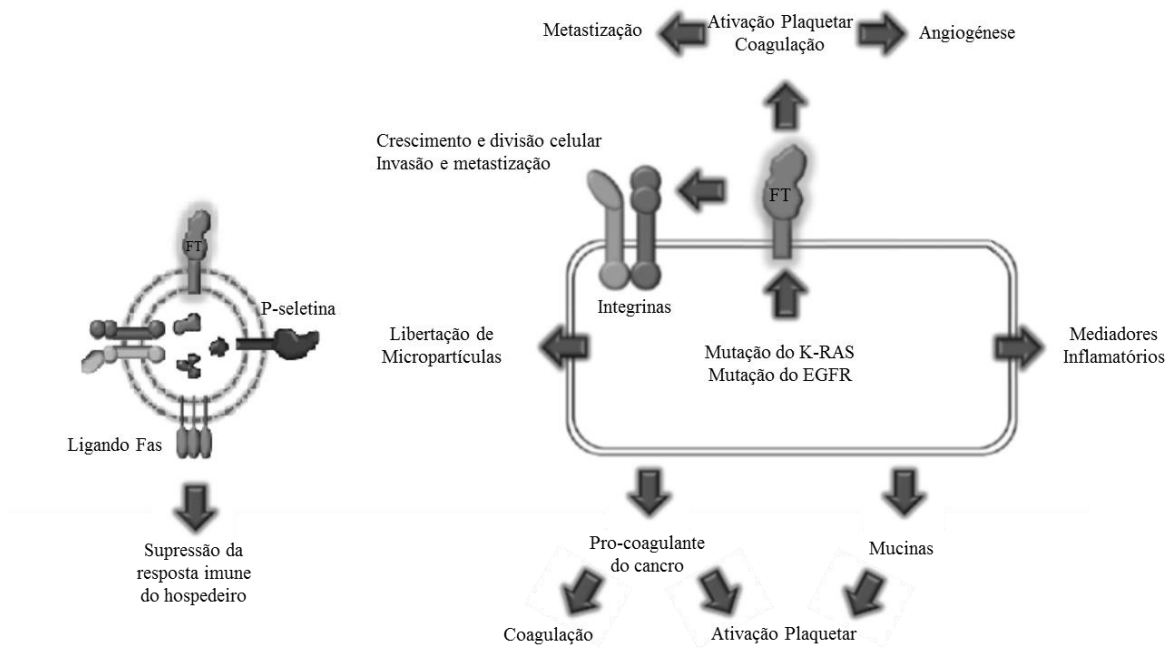 Metastização
Ativação Plaquetar
Coagulação
Angiogénese
Crescimento e divisão celular
Invasão e metastização
FT
FT
P-seletina
Integrinas
Libertação de
Micropartículas
Mutação do K-RAS
Mutação do EGFR
Mediadores
Inflamatórios
Ligando Fas
Supressão da
resposta imune
do hospedeiro
Pro-coagulante
do cancro
Mucinas
Coagulação
Ativação Plaquetar